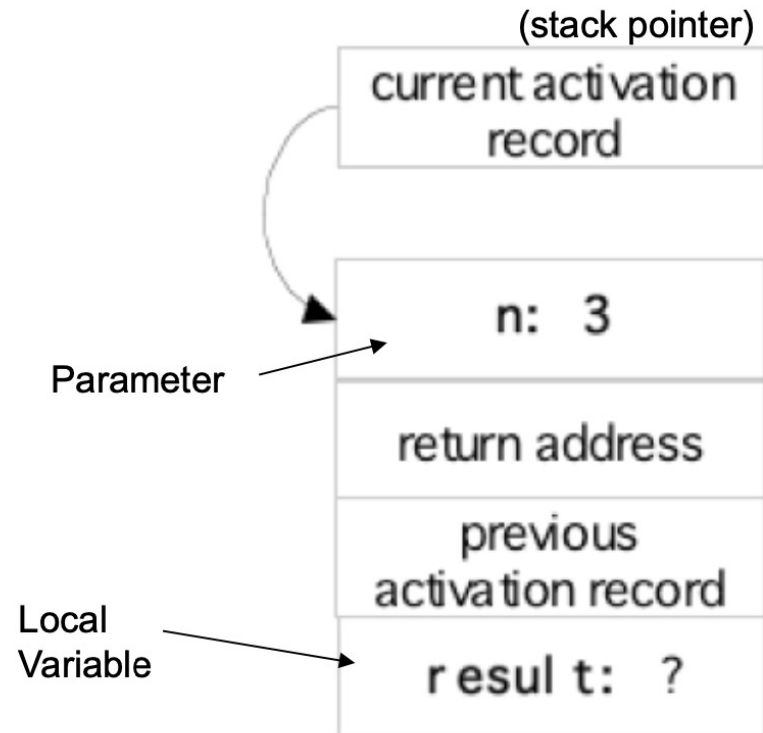 (stack pointer)
current activation
record
n: 3
Parameter
return address
previous
activation record
Local
Variable
result: ?